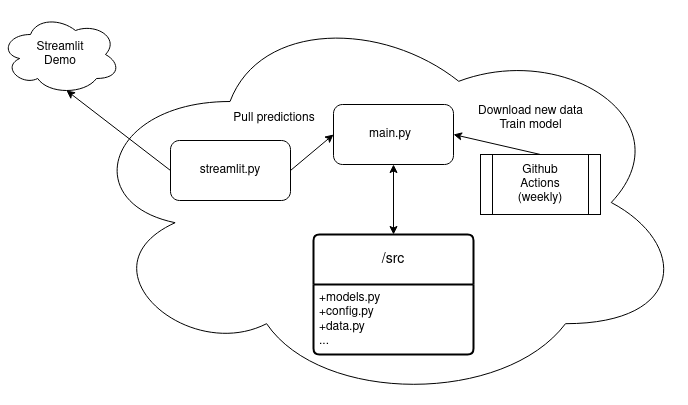 Streamlit
Demo
Pull predictions
main.py
Download new data
Train model
streamlit.py
Github
Actions
(weekly)
/src
+models.py
+config.py
+data.py
...